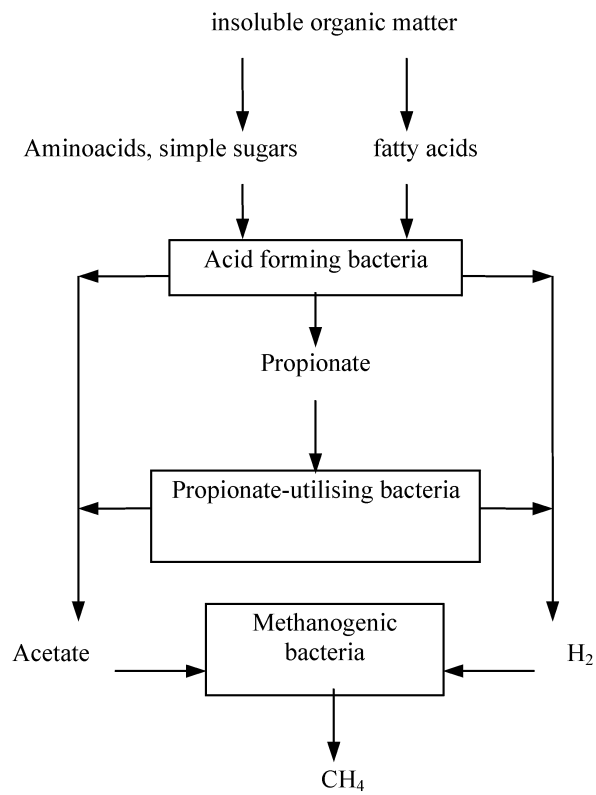 insoluble organic matter
Aminoacids, simple sugars
fatty acids
Acid forming bacteria
Propionate
Propionate-utilising bacteria
Acetate
Methanogenic
bacteria
H₂
CH₄